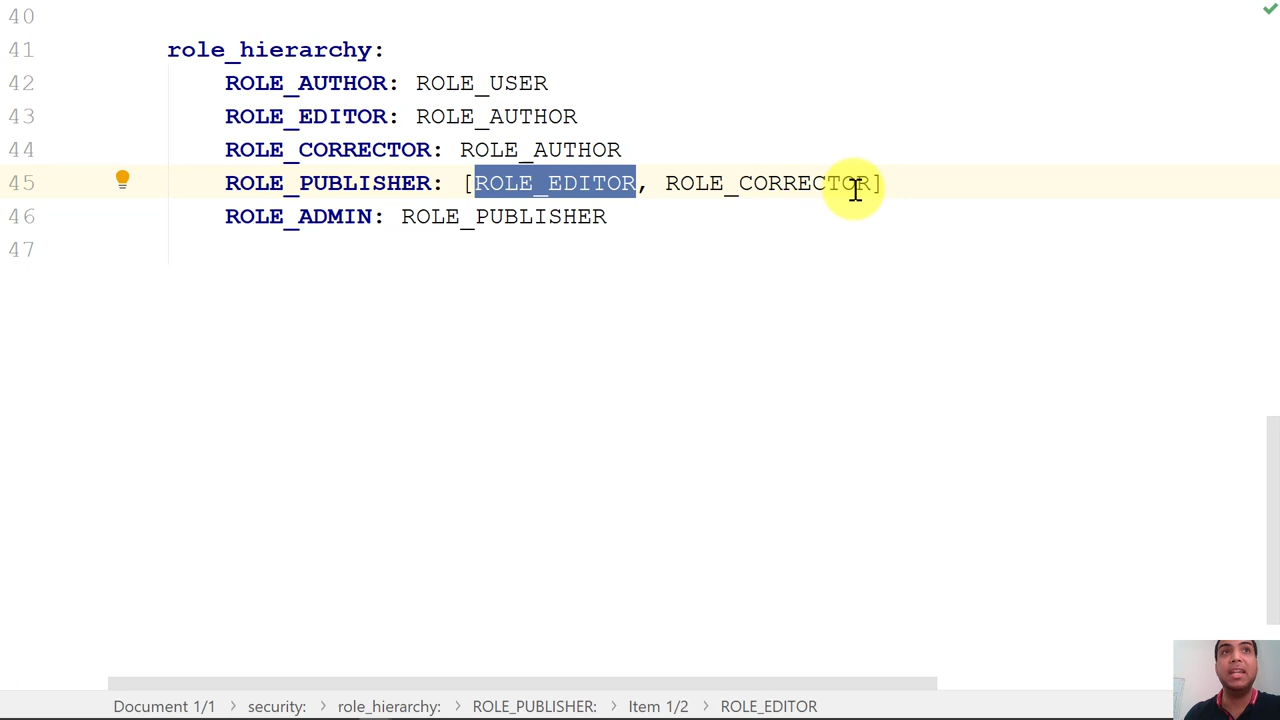 40
41 role_hierarchy:
42 ROLE_AUTHOR: ROLE_USER
43 ROLE_EDITOR: ROLE_AUTHOR
44 ROLE_CORRECTOR: ROLE_AUTHOR
45 ROLE_PUBLISHER: [ROLE_EDITOR, ROLE_CORRECTOR]
46 ROLE_ADMIN: ROLE_PUBLISHER
47
Document 1/1 > security: > role_hierarchy: > ROLE_PUBLISHER: > Item 1/2 > ROLE_EDITOR